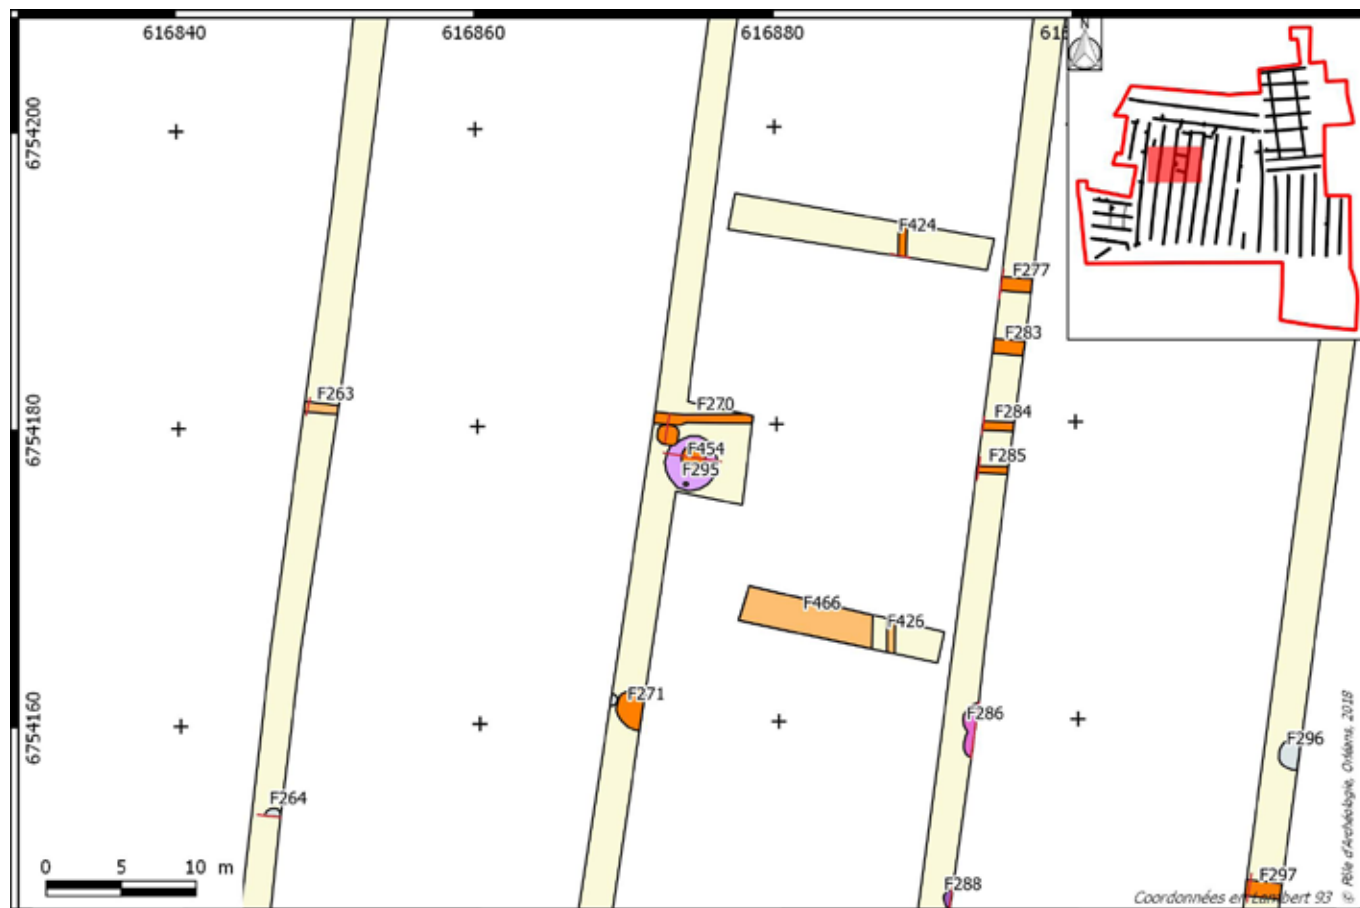 616840
616860
616880
N
6754200
F424
F277
F283
F263
F270
F284
6754180
F454
F285
F295
F466
F426
F271
F286
6754160
F296
F264
F297
F288
0 5 10 m
Coordonnées en Lambert 93
© Pôle d'Archéologie, Orléans, 2018